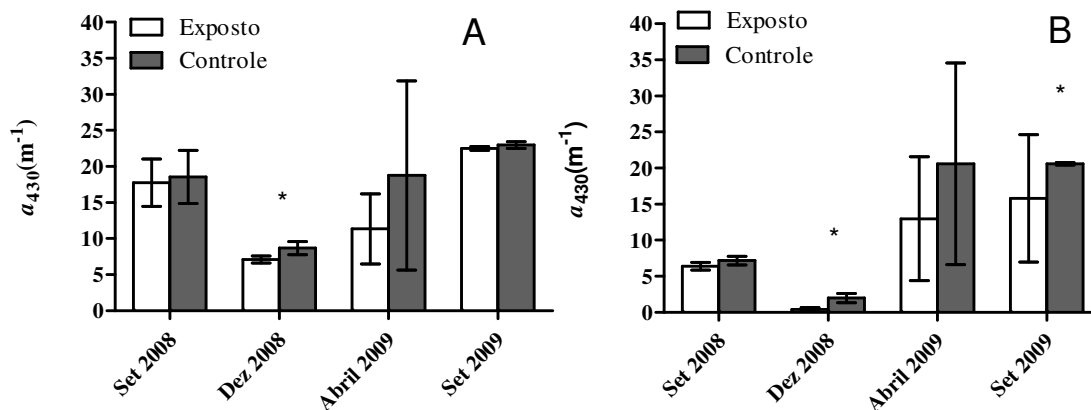 A
Exposto
Controle
a430(m-1)
40
35
30
25
20
15
10
5
0
*
Set 2008
Dez 2008
Abril 2009
Set 2009
B
Exposto
Controle
a430(m-1)
40
35
30
25
20
15
10
5
0
*
*
Set 2008
Dez 2008
Abril 2009
Set 2009